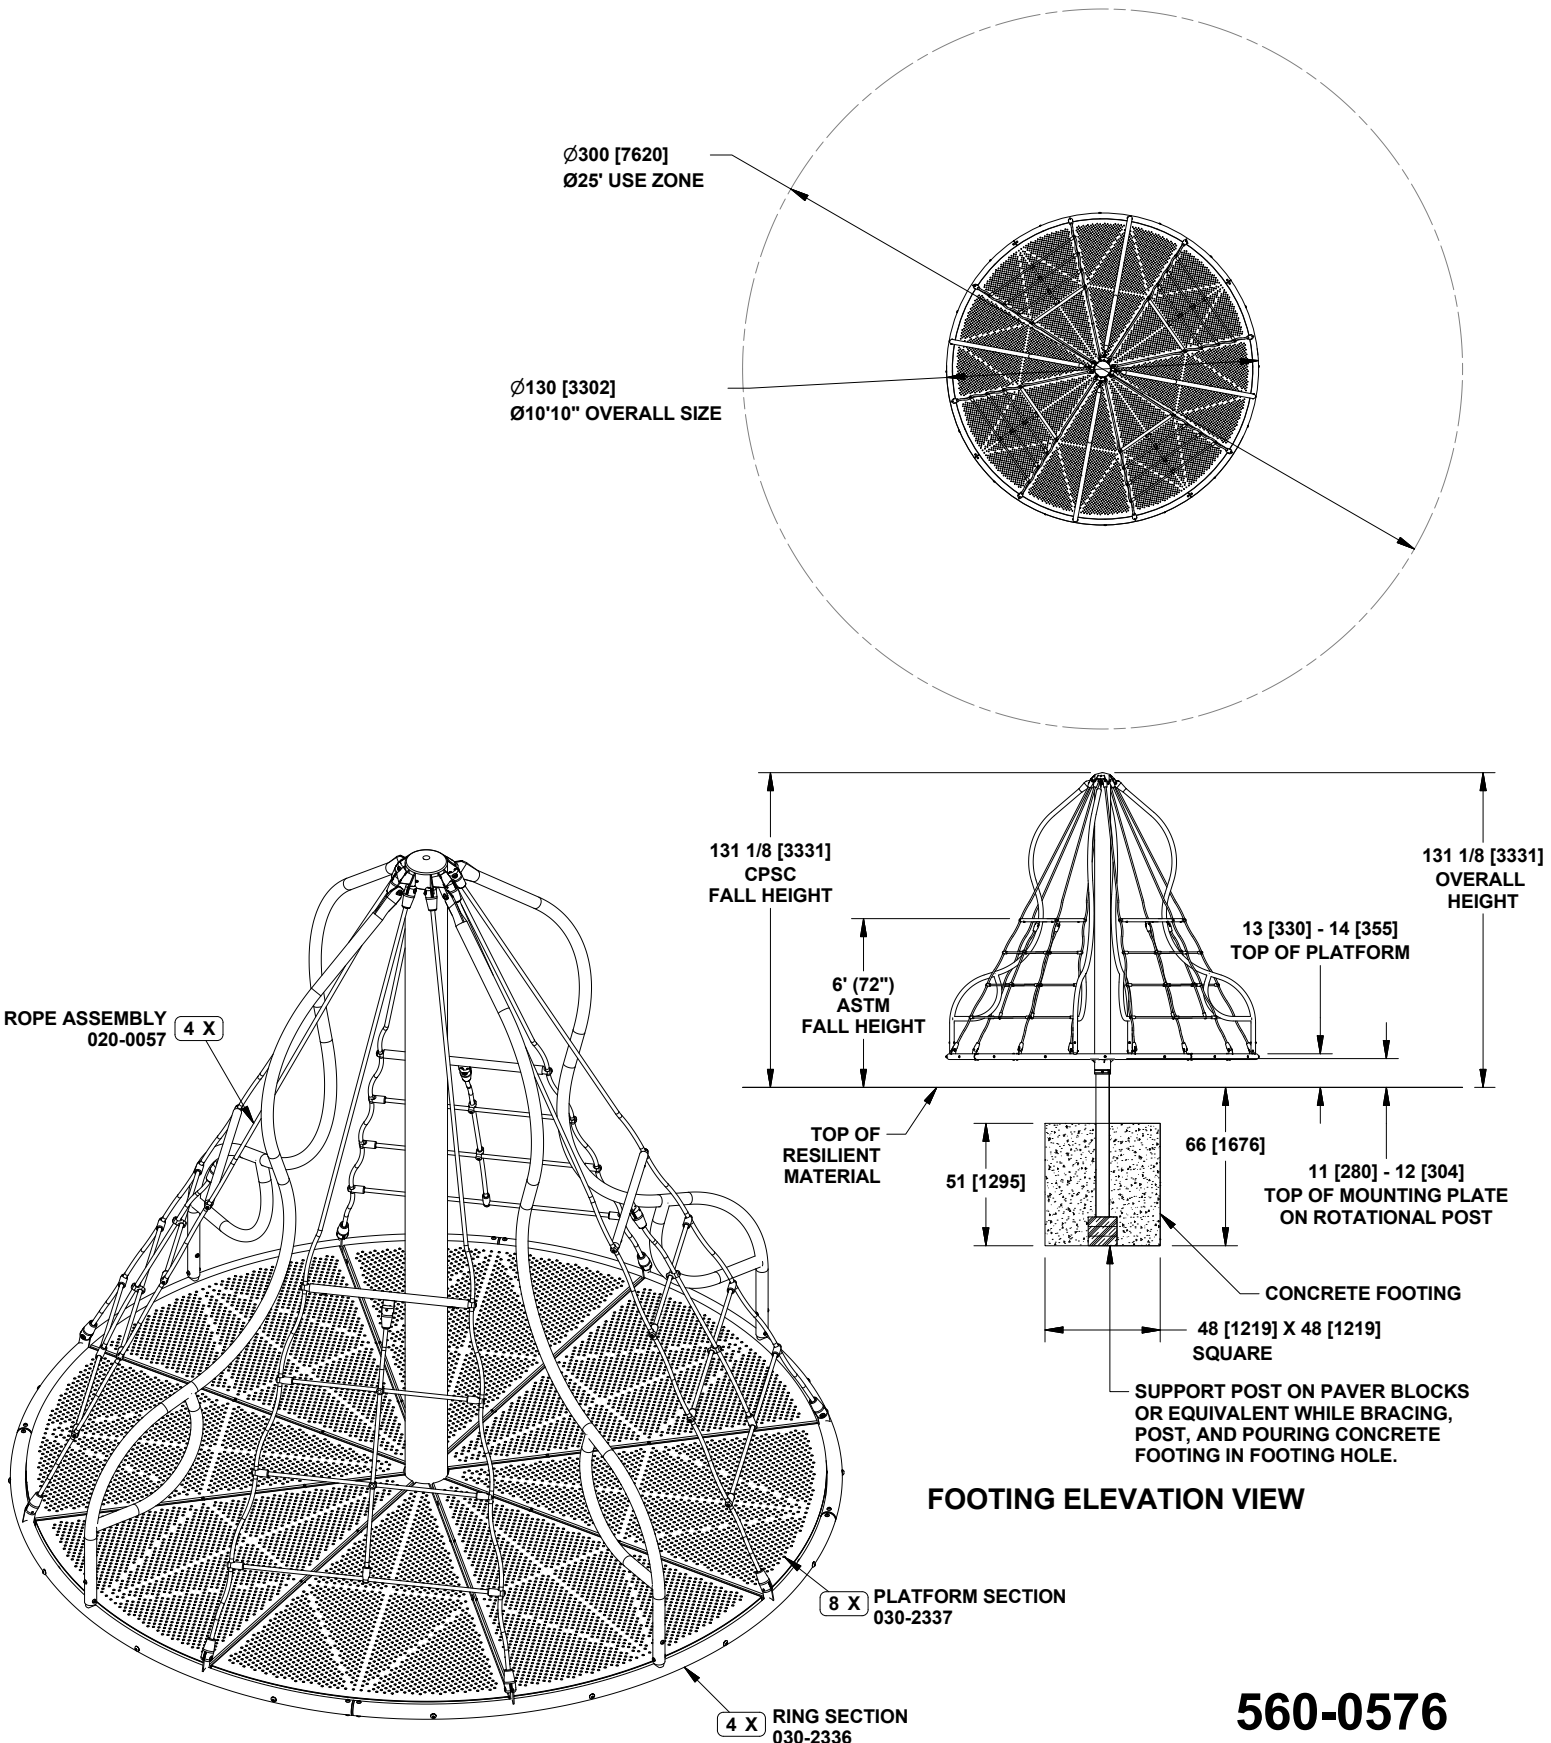 Ø300 [7620]
Ø25' USE ZONE
Ø130 [3302]
Ø10'10" OVERALL SIZE
131 1/8 [3331]
CPSC
FALL HEIGHT
131 1/8 [3331]
OVERALL
HEIGHT
13 [330] - 14 [355]
TOP OF PLATFORM
6' (72")
ASTM
FALL HEIGHT
ROPE ASSEMBLY
020-0057
4 X
TOP OF
RESILIENT
MATERIAL
66 [1676]
51 [1295]
11 [280] - 12 [304]
TOP OF MOUNTING PLATE
ON ROTATIONAL POST
CONCRETE FOOTING
48 [1219] X 48 [1219]
SQUARE
SUPPORT POST ON PAVER BLOCKS
OR EQUIVALENT WHILE BRACING,
POST, AND POURING CONCRETE
FOOTING IN FOOTING HOLE.
FOOTING ELEVATION VIEW
8 X
PLATFORM SECTION
030-2337
4 X
RING SECTION
030-2336
560-0576